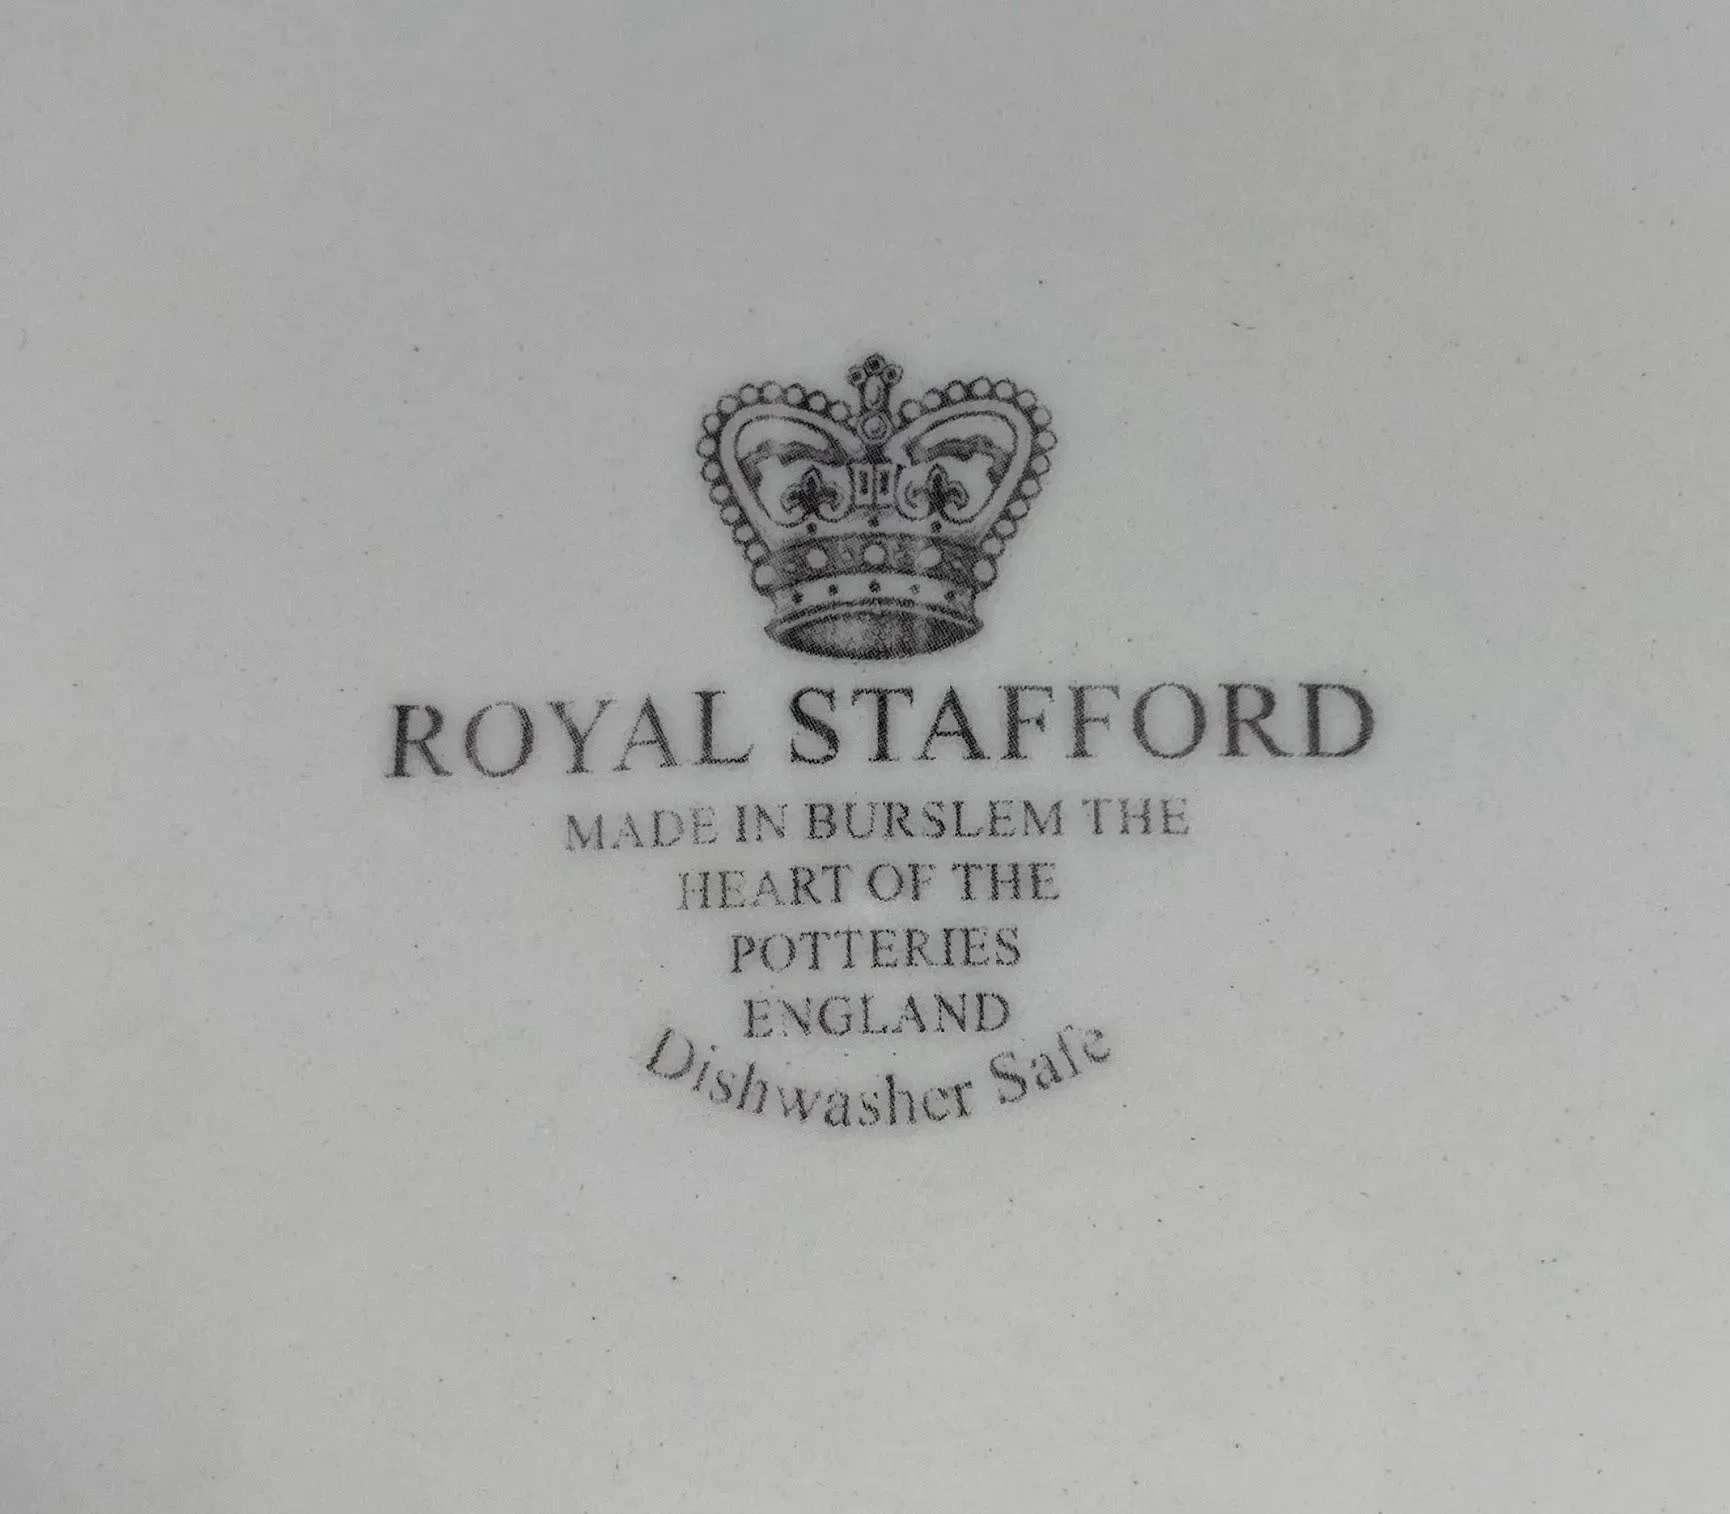 ROYAL STAFFORD
MADE IN BURSLEM THE
HEART OF THE
POTTERIES
ENGLAND
Dishwasher Safe